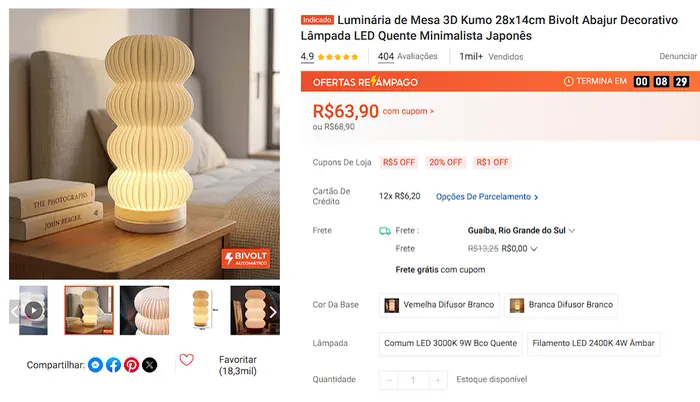 Indicado Luminária de Mesa 3D Kumo 28x14cm Bivolt Abajur Decorativo
Lâmpada LED Quente Minimalista Japonês
4.9 404 Avaliações 1mil+ Vendidos Denunciar
OFERTAS RELÂMPAGO TERMINA EM 00 08 29
R$63,90 com cupom >
ou R$68,90
Cupons De Loja R$5 OFF 20% OFF R$1 OFF
Cartão De
Crédito
12x R$6,20 Opções De Parcelamento >
Frete Frete : Guaíba, Rio Grande do Sul
Frete R$13,25 R$0,00
Frete grátis com cupom
Cor Da Base Vemelha Difusor Branco Branca Difusor Branco
Lâmpada Comum LED 3000K 9W Bco Quente Filamento LED 2400K 4W Âmbar
Quantidade - 1 + Estoque disponível
THE PAINTED WORD
JOHN BERGER
BIVOLT
AUTOMÁTICO
Compartilhar: Favoritar
(18,3mil)